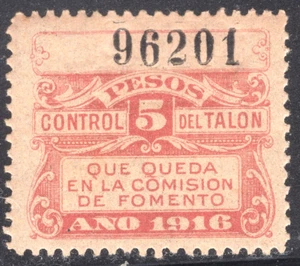 96201
PESOS
CONTROL 5 DEL TALON
QUE QUEDA
EN LA COMISION
DE FOMENTO
AÑO 1916